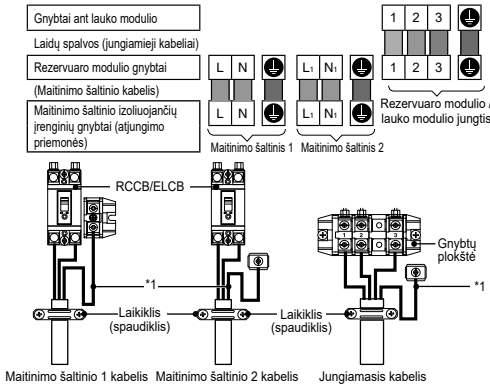 Gnybtai ant lauko modulio
1 2 3
Laidų spalvos (jungiamieji kabeliai)
Rezervuaro modulio gnybtai
L N
L1 N1
1 2 3
(Maitinimo šaltinio kabelis)
Rezervuaro modulio /
lauko modulio jungtis
Maitinimo šaltinio izoliuojančių
įrenginių gnybtai (atjungimo
priemonės)
L N
L1 N1
Maitinimo šaltinis 1
Maitinimo šaltinis 2
RCCB/ELCB
1 2 3
Gnybtų
plokštė
*1
*1
Laikiklis
(spaudiklis)
Laikiklis
(spaudiklis)
Maitinimo šaltinio 1 kabelis
Maitinimo šaltinio 2 kabelis
Jungiamasis kabelis